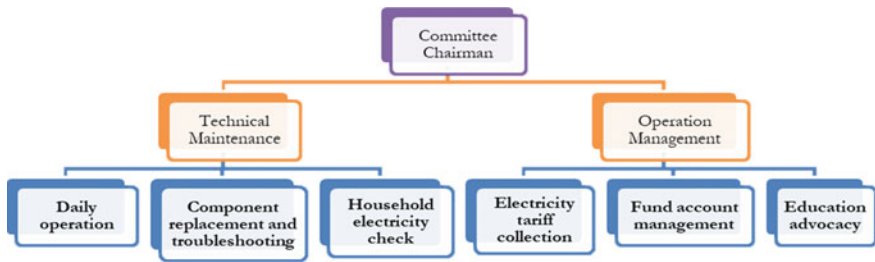 Committee
Chairman
Technical
Maintenance
Operation
Management
Daily
operation
Component
replacement and
troubleshooting
Household
electricity
check
Electricity
tariff
collection
Fund account
management
Education
advocacy